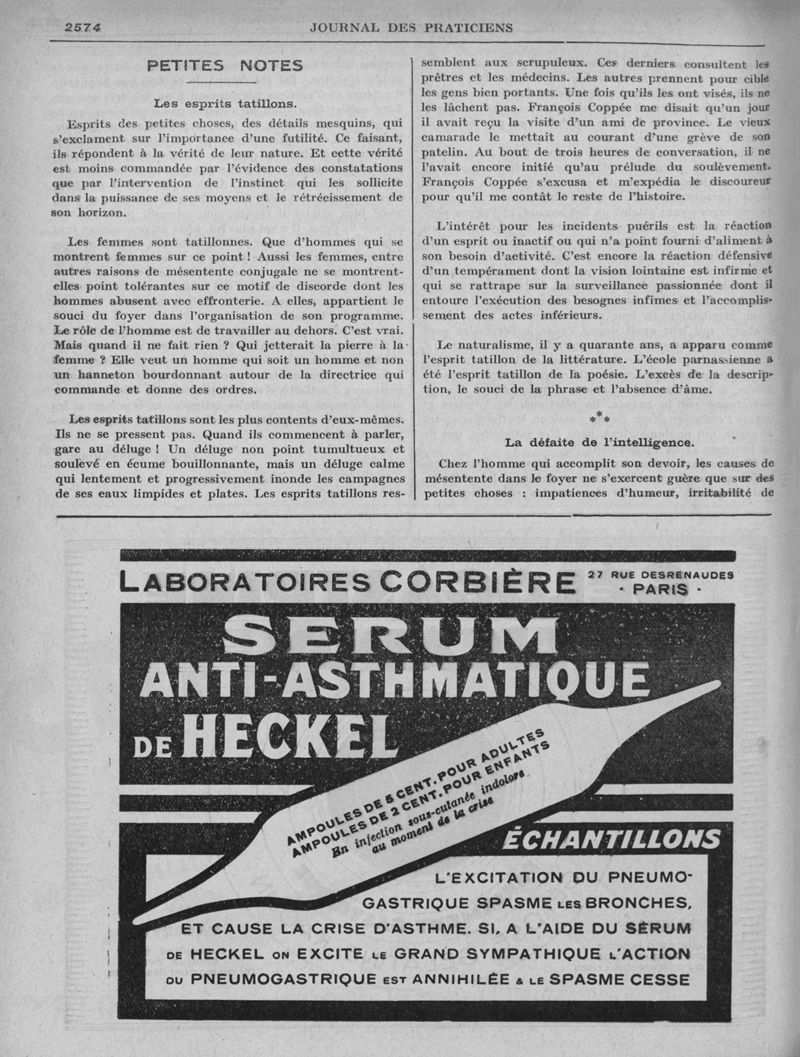 2574
JOURNAL DES PRATICIENS
PETITES NOTES
Les esprits tatillons.
Esprits des petites choses, des détails mesquins, qui
s'exclament sur l'importance d'une futilité. Ce faisant,
ils répondent à la vérité de leur nature. Et cette vérité
est moins commandée par l'évidence des constatations
que par l'intervention de l'instinct qui les sollicite
dans la puissance de ses moyens et le rétrécissement de
son horizon.
Les femmes sont tatillonnes. Que d'hommes qui se
montrent femmes sur ce point ! Aussi les femmes, entre
autres raisons de mésentente conjugale ne se montrent-
elles point tolérantes sur ce motif de discorde dont les
hommes abusent avec effronterie. A elles, appartient le
souci du foyer dans l'organisation de son programme.
Le rôle de l'homme est de travailler au dehors. C'est vrai.
Mais quand il ne fait rien ? Qui jetterait la pierre à la
femme ? Elle veut un homme qui soit un homme et non
un hanneton bourdonnant autour de la directrice qui
commande et donne des ordres.
Les esprits tatillons sont les plus contents d'eux-mêmes.
Ils ne se pressent pas. Quand ils commencent à parler,
gare au déluge ! Un déluge non point tumultueux et
soulevé en écume bouillonnante, mais un déluge calme
qui lentement et progressivement inonde les campagnes
de ses eaux limpides et plates. Les esprits tatillons res-
semblent aux scrupuleux. Ces derniers consultent les
prêtres et les médecins. Les autres prennent pour cible
les gens bien portants. Une fois qu'ils les ont visés, ils ne
les lâchent pas. François Coppée me disait qu'un jour
il avait reçu la visite d'un ami de province. Le vieux
camarade le mettait au courant d'une grève de son
patelin. Au bout de trois heures de conversation, il ne
l'avait encore initié qu'au prélude du soulèvement.
François Coppée s'excusa et m'expédia le discoureur
pour qu'il me contât le reste de l'histoire.
L'intérêt pour les incidents puérils est la réaction
d'un esprit ou inactif ou qui n'a point fourni d'aliment à
son besoin d'aetivité. C'est encore la réaction défensive
d'un tempérament dont la vision lointaine est infirmie et
qui se rattrape sur la surveillance passionnée dont il
entoure l'exécution des besognes infimes et l'accomplis-
sement des actes inférieurs.
Le naturalisme, il y a quarante ans, a apparu comme
l'esprit tatillon de la littérature. L'école parnassienne a
été l'esprit tatillon de la poésie. L'excès de la descrip-
tion, le souci de la phrase et l'absence d'âme.
***
La défaite de l'intelligence.
Chez l'homme qui accomplit son devoir, les causes de
mésentente dans le foyer ne s'exercent guère que sur des
petites choses : impatiences d'humeur, irritabilité de
LABORATOIRES CORBIÈRE
27 RUE DESRENAUDES
· PARIS ·
SERUM
ANTI-ASTHMATIQUE
DE HECKEL
AMPOULES DE 5 CENT. POUR ADULTES
AMPOULES DE 2 CENT. POUR ENFANTS
En injection sous-cutanée indolore
au moment de la crise
ÉCHANTILLONS
L'EXCITATION DU PNEUMO-
GASTRIQUE SPASME LES BRONCHES,
ET CAUSE LA CRISE D'ASTHME. SI, A L'AIDE DU SÉRUM
DE HECKEL ON EXCITE LE GRAND SYMPATHIQUE L'ACTION
DU PNEUMOGASTRIQUE EST ANNIHILÉE & LE SPASME CESSE